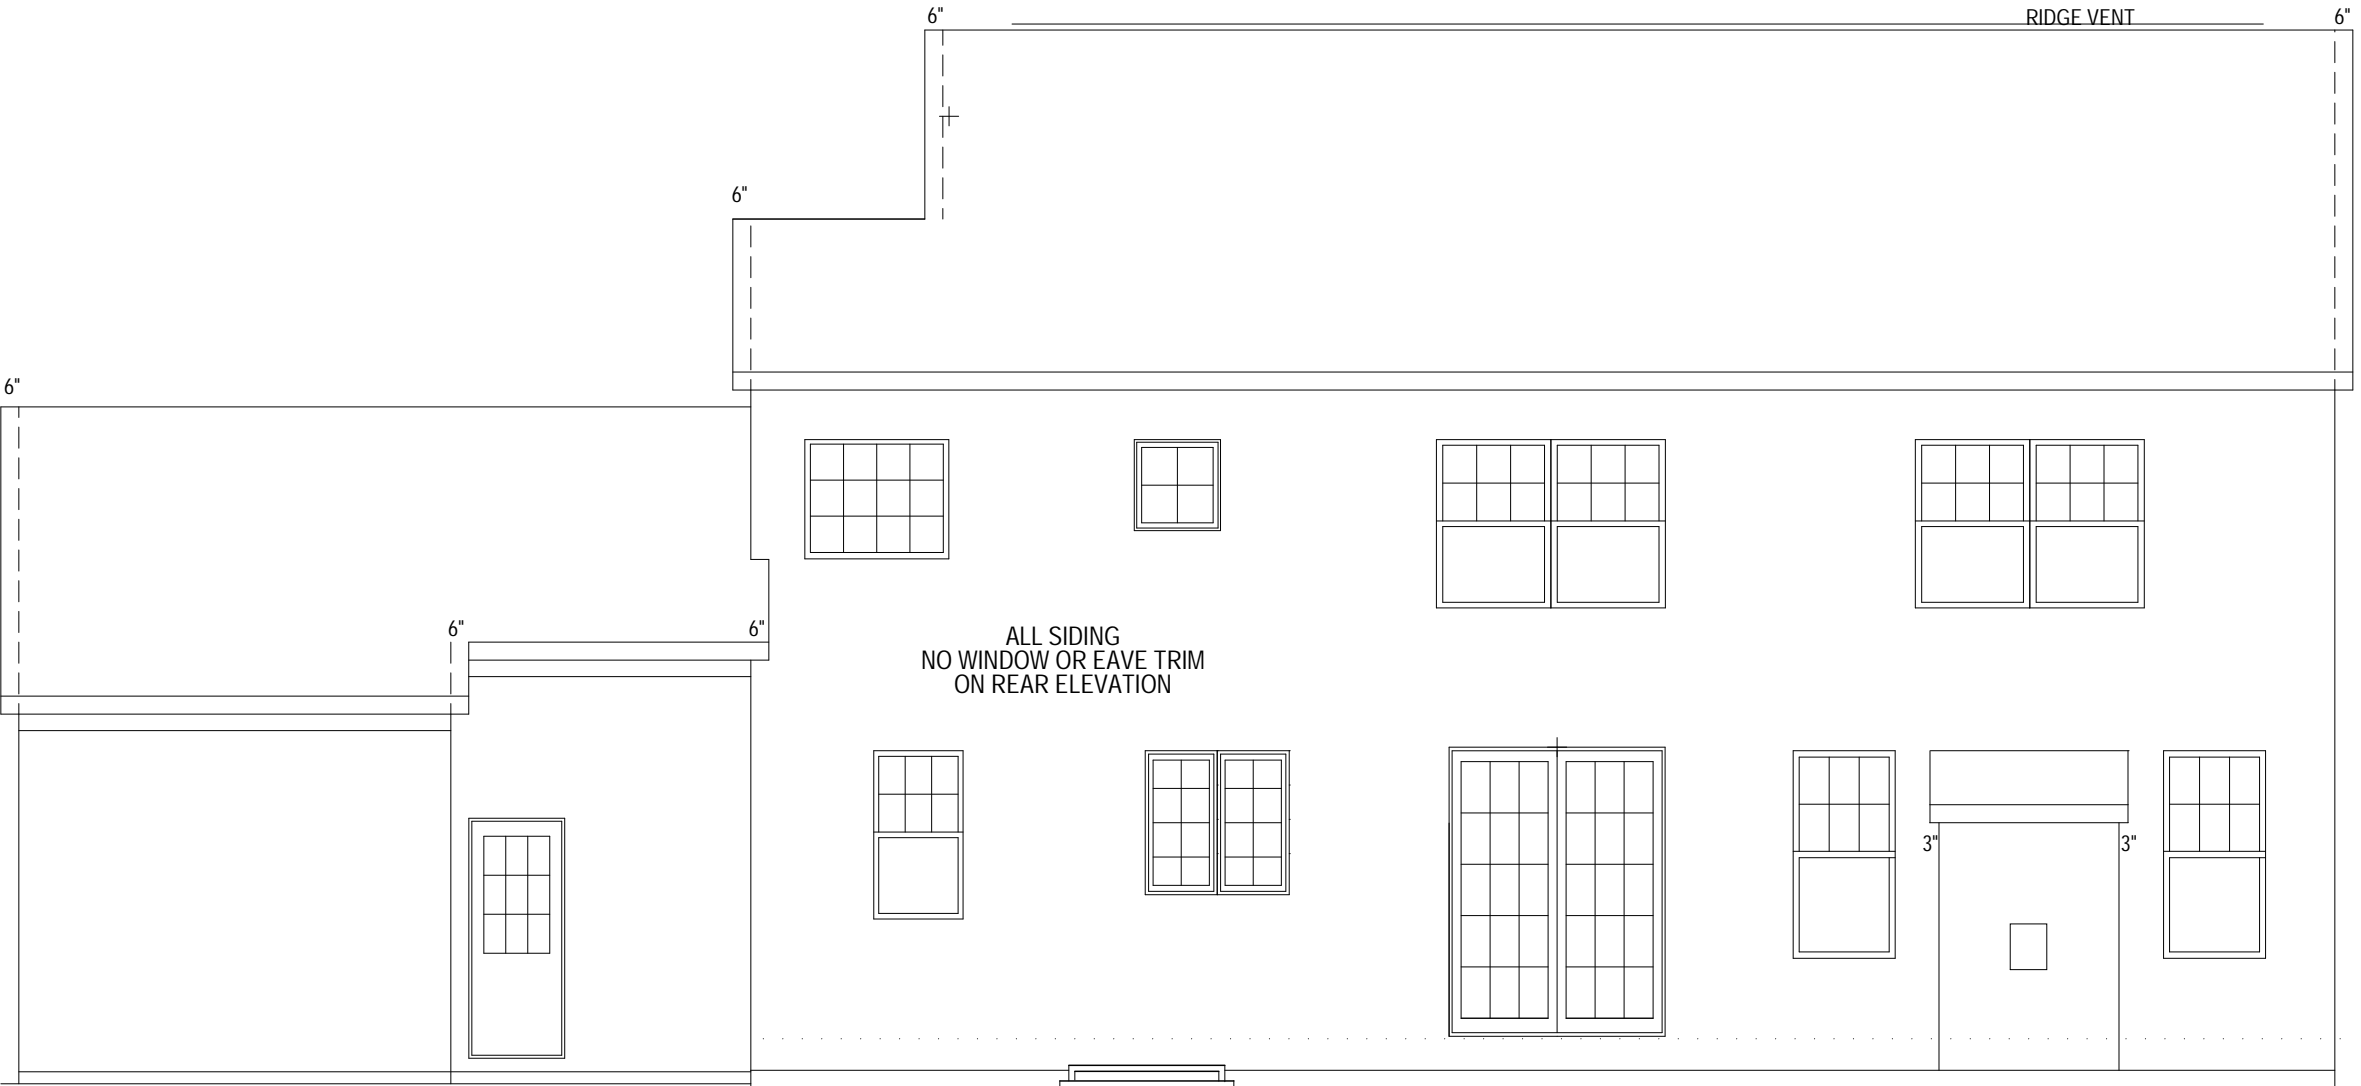 6"
RIDGE VENT
6"
6"
6"
6"
6"
ALL SIDING
NO WINDOW OR EAVE TRIM
ON REAR ELEVATION
3"
3"